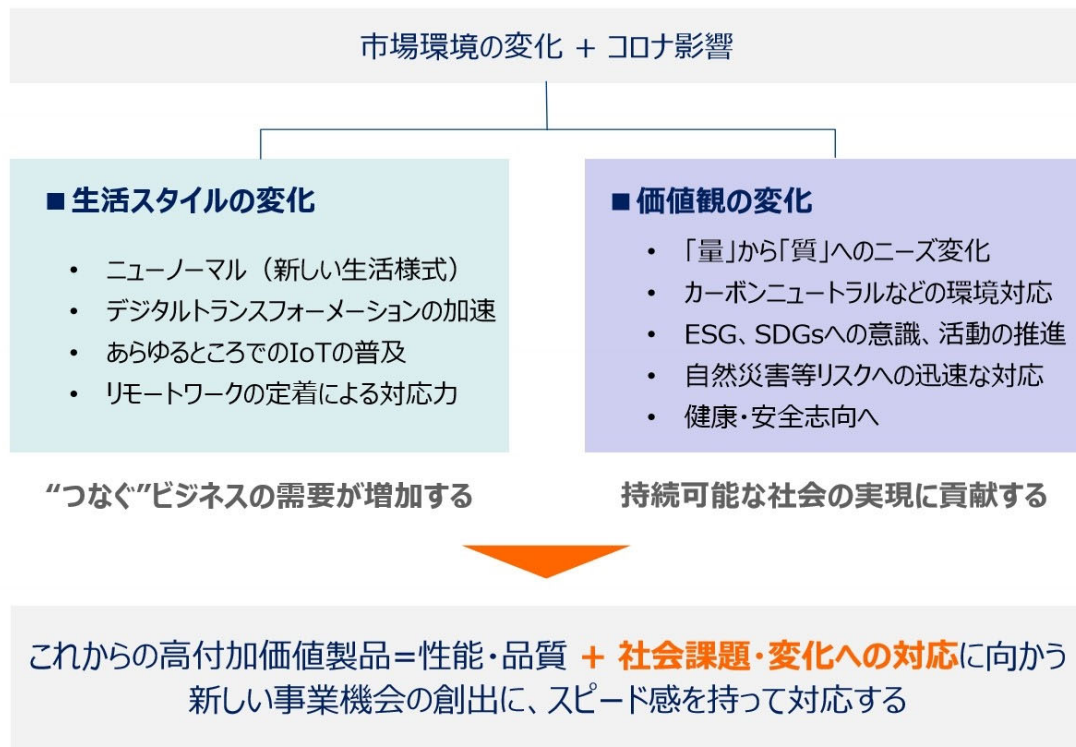 市場環境の変化 + コロナ影響
■生活スタイルの変化
• ニューノーマル（新しい生活様式）
• デジタルトランスフォーメーションの加速
• あらゆるところでのIoTの普及
• リモートワークの定着による対応力
“つなぐ”ビジネスの需要が増加する
■価値観の変化
• 「量」から「質」へのニーズ変化
• カーボンニュートラルなどの環境対応
• ESG、SDGsへの意識、活動の推進
• 自然災害等リスクへの迅速な対応
• 健康・安全志向へ
持続可能な社会の実現に貢献する
これからの高付加価値製品=性能・品質 + 社会課題・変化への対応に向かう
新しい事業機会の創出に、スピード感を持って対応する